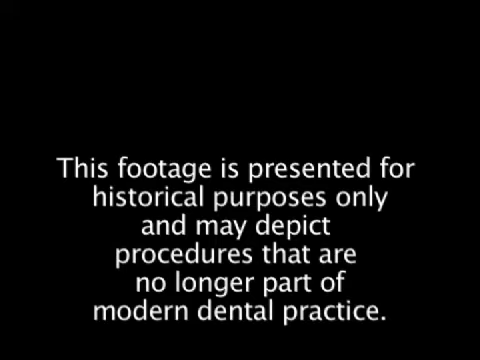 This footage is presented for
historical purposes only
and may depict
procedures that are
no longer part of
modern dental practice.